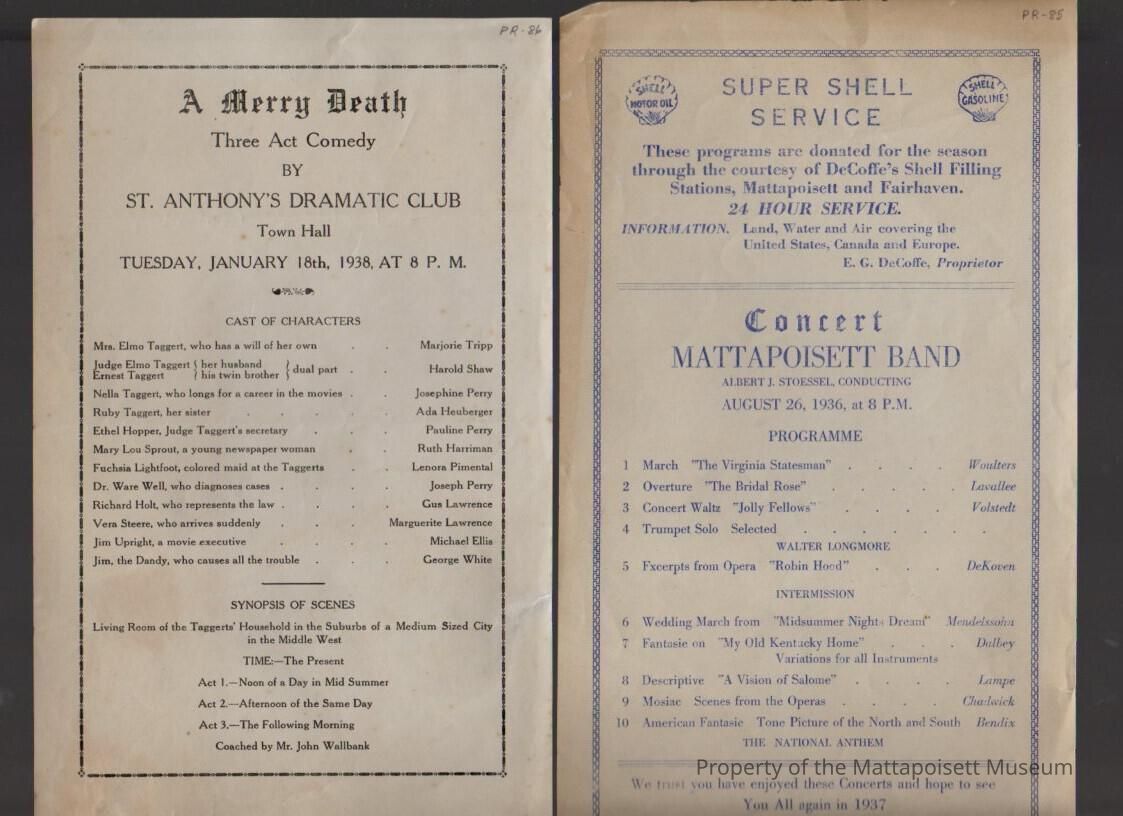 PR-86
A Merry Death
Three Act Comedy
BY
ST. ANTHONY'S DRAMATIC CLUB
Town Hall
TUESDAY, JANUARY 18th, 1938, AT 8 P. M.
CAST OF CHARACTERS
Mrs. Elmo Taggert, who has a will of her own . . Marjorie Tripp
Judge Elmo Taggert { her husband } dual part . . Harold Shaw
Ernest Taggert { his twin brother }
Nella Taggert, who longs for a career in the movies . . Josephine Perry
Ruby Taggert, her sister . . . . . Ada Heuberger
Ethel Hopper, Judge Taggert's secretary . . . Pauline Perry
Mary Lou Sprout, a young newspaper woman . . Ruth Harriman
Fuchsia Lightfoot, colored maid at the Taggerts . . Lenora Pimental
Dr. Ware Well, who diagnoses cases . . . . Joseph Perry
Richard Holt, who represents the law . . . . Gus Lawrence
Vera Steere, who arrives suddenly . . . Marguerite Lawrence
Jim Upright, a movie executive . . . . Michael Ellis
Jim, the Dandy, who causes all the trouble . . . George White
SYNOPSIS OF SCENES
Living Room of the Taggerts' Household in the Suburbs of a Medium Sized City
in the Middle West
TIME:—The Present
Act 1.—Noon of a Day in Mid Summer
Act 2.—Afternoon of the Same Day
Act 3.—The Following Morning
Coached by Mr. John Wallbank
PR-85
SHELL
MOTOR OIL
SUPER SHELL
SERVICE
SHELL
GASOLINE
These programs are donated for the season
through the courtesy of DeCoffe's Shell Filling
Stations, Mattapoisett and Fairhaven.
24 HOUR SERVICE.
INFORMATION. Land, Water and Air covering the
United States, Canada and Europe.
E. G. DeCoffe, Proprietor
Concert
MATTAPOISETT BAND
ALBERT J. STOESSEL, CONDUCTING
AUGUST 26, 1936, at 8 P.M.
PROGRAMME
1 March "The Virginia Statesman" . . . . Woulters
2 Overture "The Bridal Rose" . . . . . Lavallee
3 Concert Waltz "Jolly Fellows" . . . . Volstedt
4 Trumpet Solo Selected . . . . . .
WALTER LONGMORE
5 Fxcerpts from Opera "Robin Hood" . . . DeKoven
INTERMISSION
6 Wedding March from "Midsummer Nights Dream" Mendelssohn
7 Fantasie on "My Old Kentucky Home" . . . Dalbey
Variations for all Instruments
8 Descriptive "A Vision of Salome" . . . . Lampe
9 Mosiac Scenes from the Operas . . . . Chadwick
10 American Fantasie Tone Picture of the North and South Bendix
THE NATIONAL ANTHEM
Property of the Mattapoisett Museum
We trust you have enjoyed these Concerts and hope to see
You All again in 1937